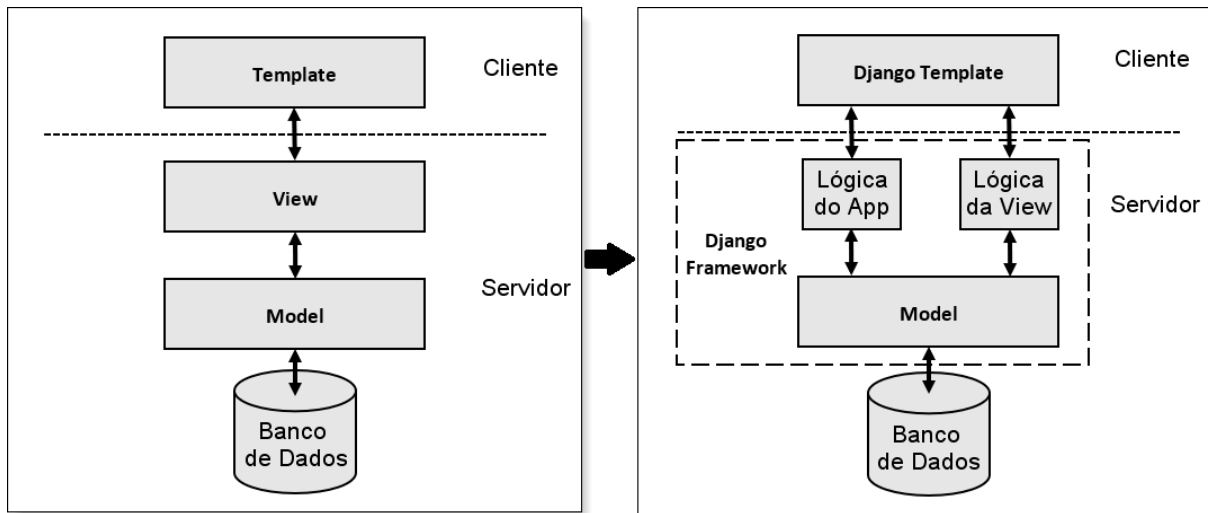 Template
Cliente
View
Servidor
Model
Banco
de Dados
Django Template
Cliente
Lógica
do App
Lógica
da View
Servidor
Django
Framework
Model
Banco
de Dados